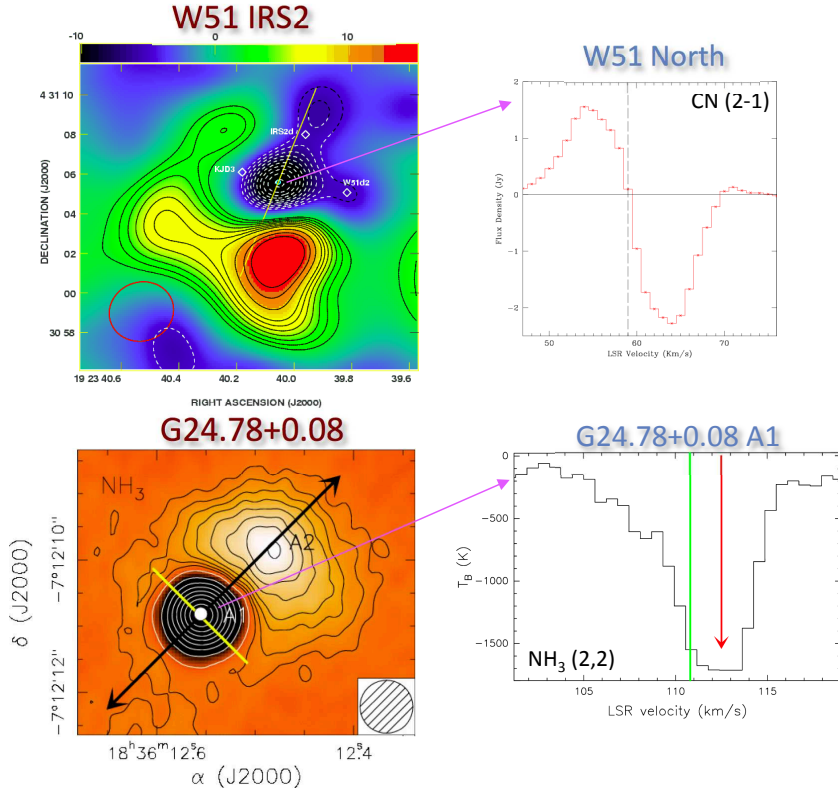 W51 IRS2
-10 0 10
4 31 10
08
06
04
02
00
30 58
DECLINATION (J2000)
IRS2d
KJD3
W51d2
19 23 40.6 40.4 40.2 40.0 39.8 39.6
RIGHT ASCENSION (J2000)
W51 North
CN (2-1)
2
1
0
−1
−2
Flux Density (Jy)
50 60 70
LSR Velocity (Km/s)
G24.78+0.08
NH3
A2
A1
-7°12'10"
-7°12'12"
δ (J2000)
18h36m12s.6 12s.4
α (J2000)
G24.78+0.08 A1
0
−500
−1000
−1500
TB (K)
NH3 (2,2)
105 110 115
LSR velocity (km/s)